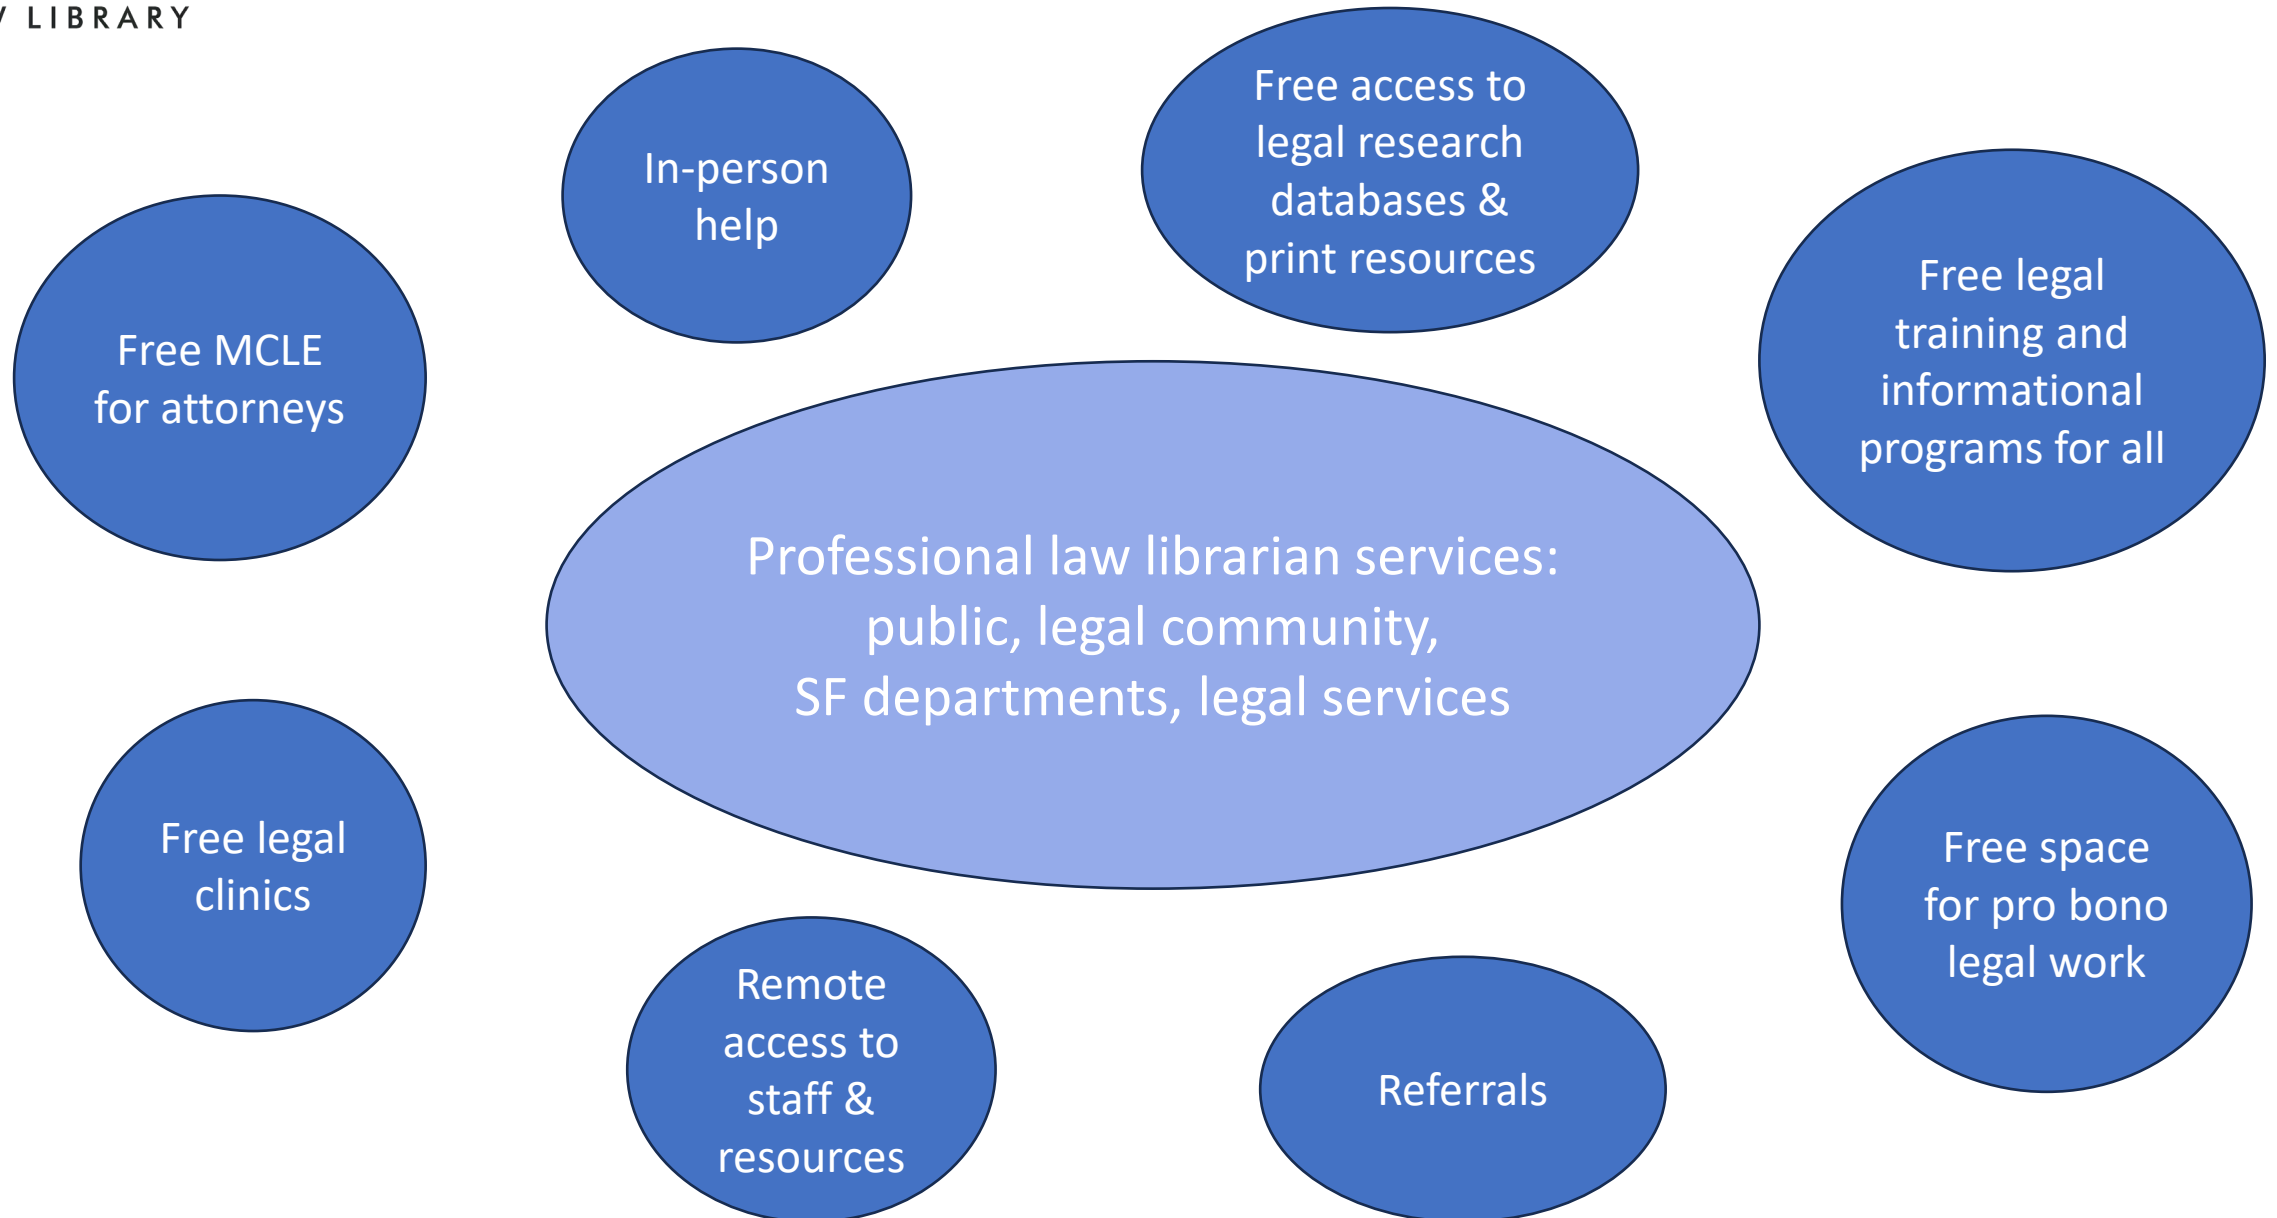 LIBRARY
In-person
help
Free access to
legal research
databases &
print resources
Free MCLE
for attorneys
Free legal
training and
informational
programs for all
Professional law librarian services:
public, legal community,
SF departments, legal services
Free legal
clinics
Remote
access to
staff &
resources
Referrals
Free space
for pro bono
legal work